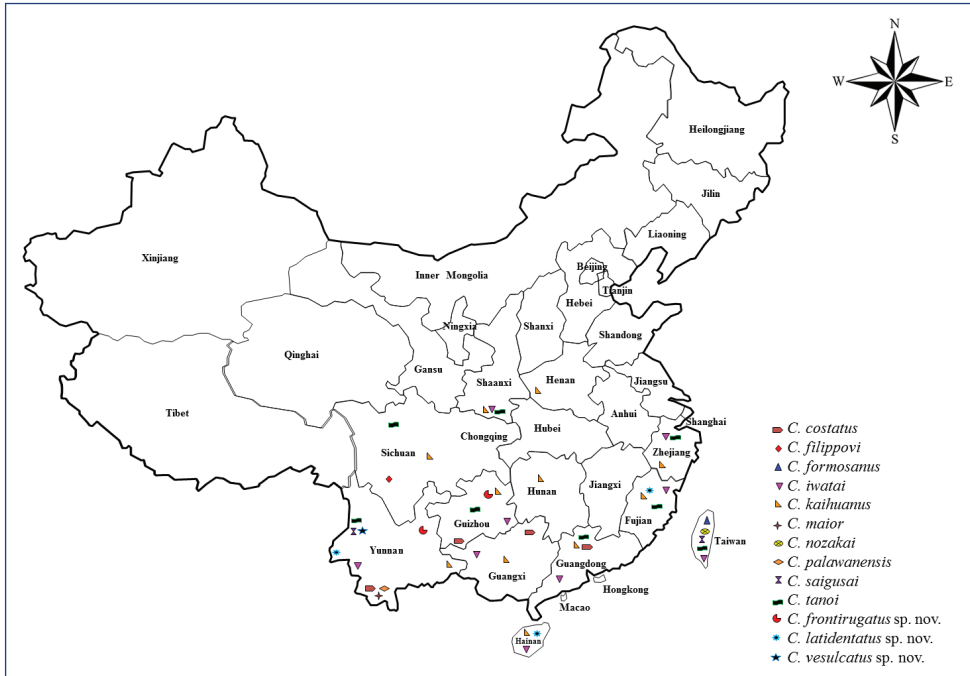 N
W
E
S
Heilongjiang
Jilin
Liaoning
Xinjiang
Inner Mongolia
Beijing
Tianjin
Hebei
Ningxia
Shanxi
Shandong
Qinghai
Gansu
Shaanxi
Henan
Jiangsu
Tibet
Anhui
Shanghai
Chongqing
Hubei
Sichuan
Zhejiang
Hunan
Jiangxi
Guizhou
Fujian
Taiwan
Yunnan
Guangxi
Guangdong
Hongkong
Macao
Hainan
C. costatus
C. filippovi
C. formosanus
C. iwatai
C. kaihuanus
C. maior
C. nozakai
C. palawanensis
C. saigusai
C. tanoi
C. frontirugatus sp. nov.
C. latidentatus sp. nov.
C. vesulcatus sp. nov.